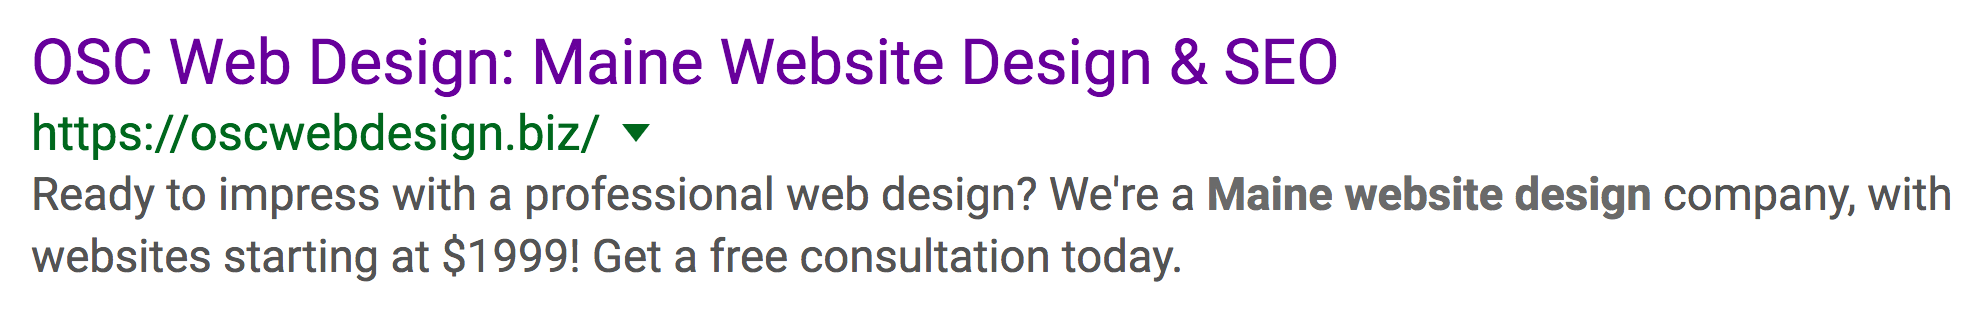 OSC Web Design: Maine Website Design & SEO
https://oscwebdesign.biz/
Ready to impress with a professional web design? We're a Maine website design company, with
websites starting at $1999! Get a free consultation today.